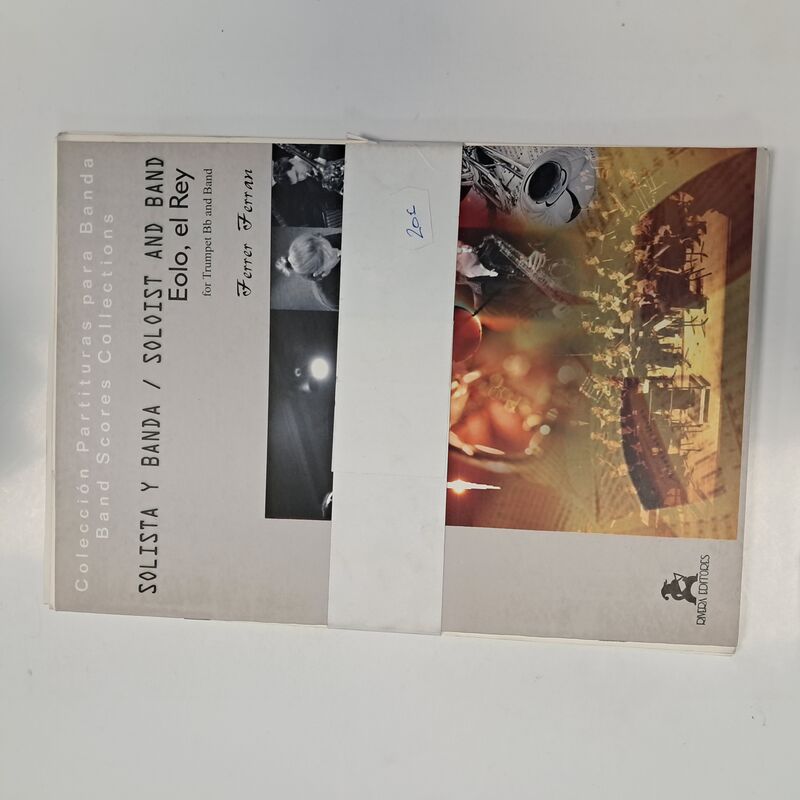 Colección Partituras para Banda
Band Scores Collections
SOLISTA Y BANDA / SOLOIST AND BAND
Eolo, el Rey
for Trumpet Bb and Band
Ferrer Ferran
20€
RIVERA EDITORES